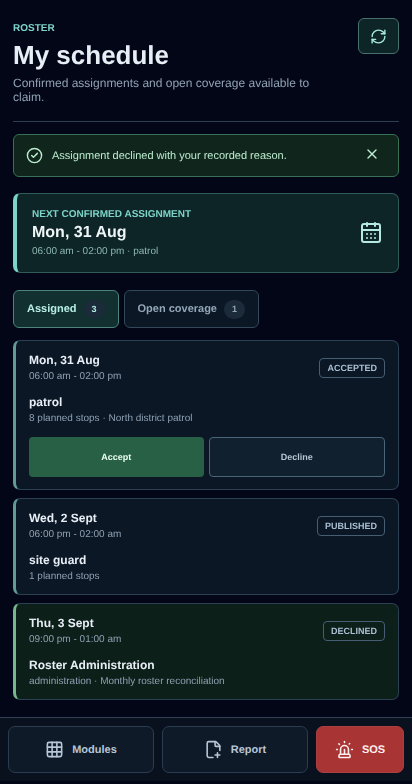 ROSTER
My schedule
Confirmed assignments and open coverage available to
claim.
Assignment declined with your recorded reason.
NEXT CONFIRMED ASSIGNMENT
Mon, 31 Aug
06:00 am - 02:00 pm · patrol
Assigned 3
Open coverage 1
Mon, 31 Aug
06:00 am - 02:00 pm
ACCEPTED
patrol
8 planned stops · North district patrol
Accept
Decline
Wed, 2 Sept
06:00 pm - 02:00 am
PUBLISHED
site guard
1 planned stops
Thu, 3 Sept
09:00 pm - 01:00 am
DECLINED
Roster Administration
administration · Monthly roster reconciliation
Modules
Report
SOS